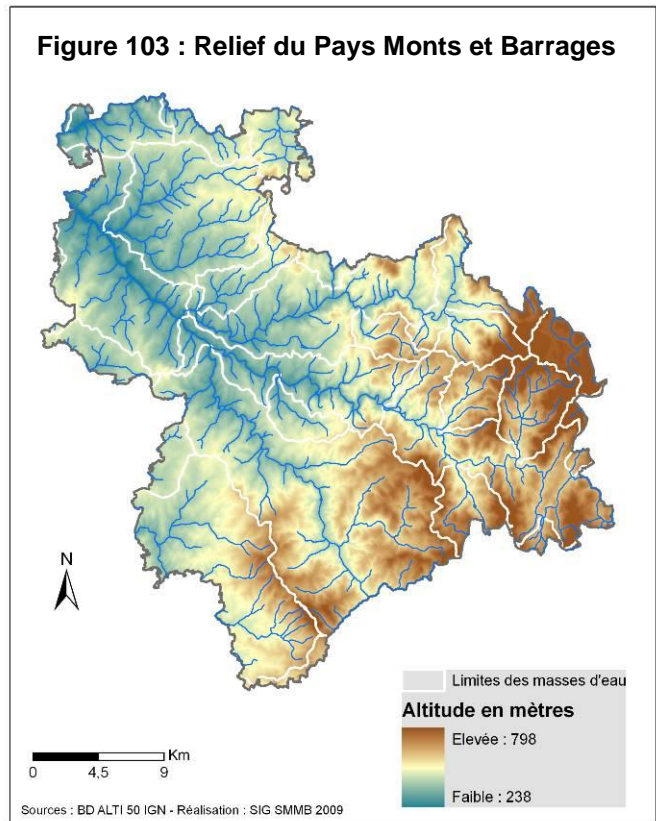 Figure 103 : Relief du Pays Monts et Barrages
N
Km
0 4,5 9
Limites des masses d'eau
Altitude en mètres
Elevée : 798
Faible : 238
Sources : BD ALTI 50 IGN - Réalisation : SIG SMMB 2009